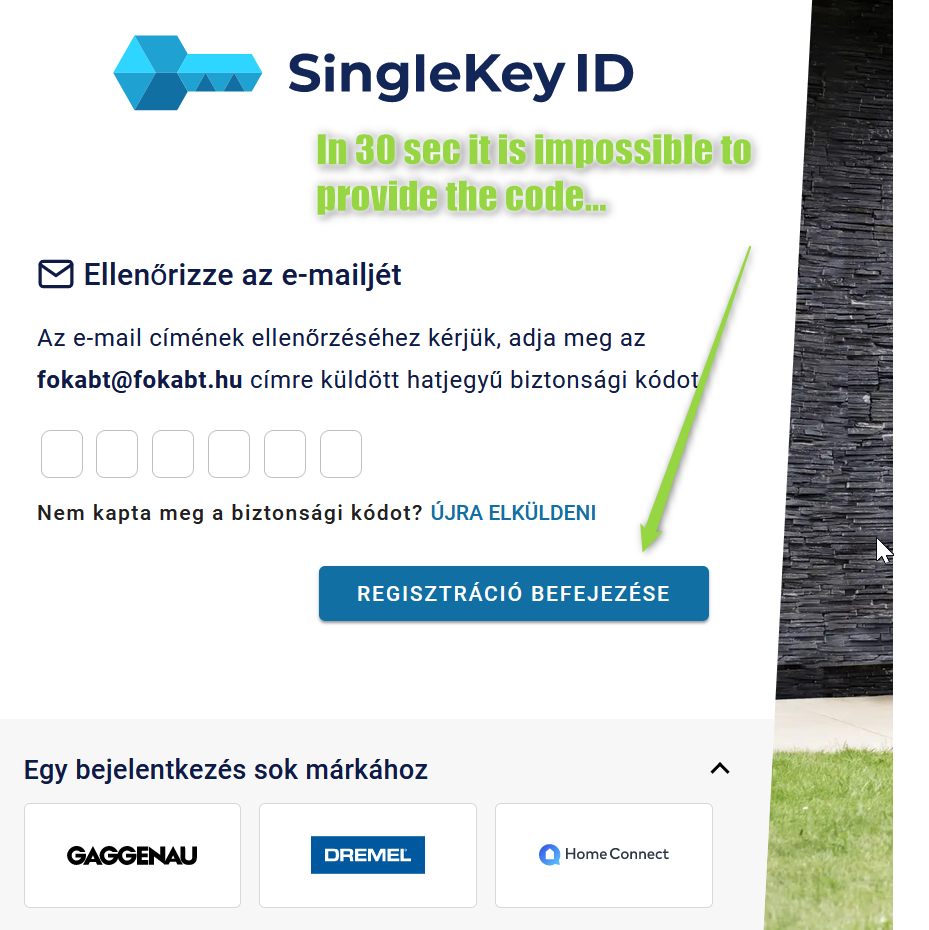 SingleKey ID
In 30 sec it is impossible to
provide the code...
Ellenőrizze az e-mailjét
Az e-mail címének ellenőrzéséhez kérjük, adja meg az
fokabt@fokabt.hu címre küldött hatjegyű biztonsági kódot
Nem kapta meg a biztonsági kódot? ÚJRA ELKÜLDENI
REGISZTRÁCIÓ BEFEJEZÉSE
Egy bejelentkezés sok márkához
GAGGENAU
DREMEL
Home Connect